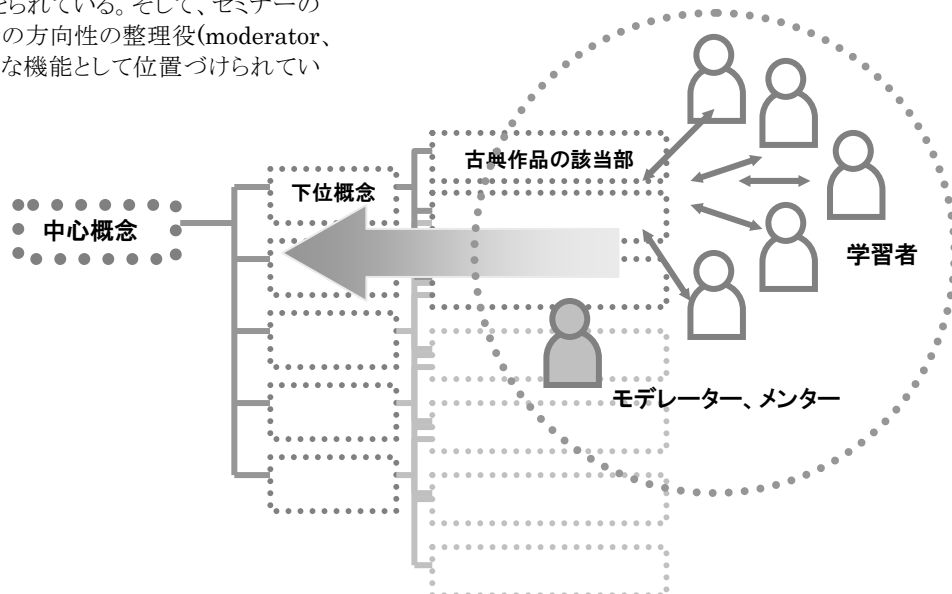 えられている。そして、セミナーの
の方向性の整理役(moderator、
な機能として位置づけられてい
古典作品の該当部
下位概念
中心概念
学習者
モデレーター、メンター